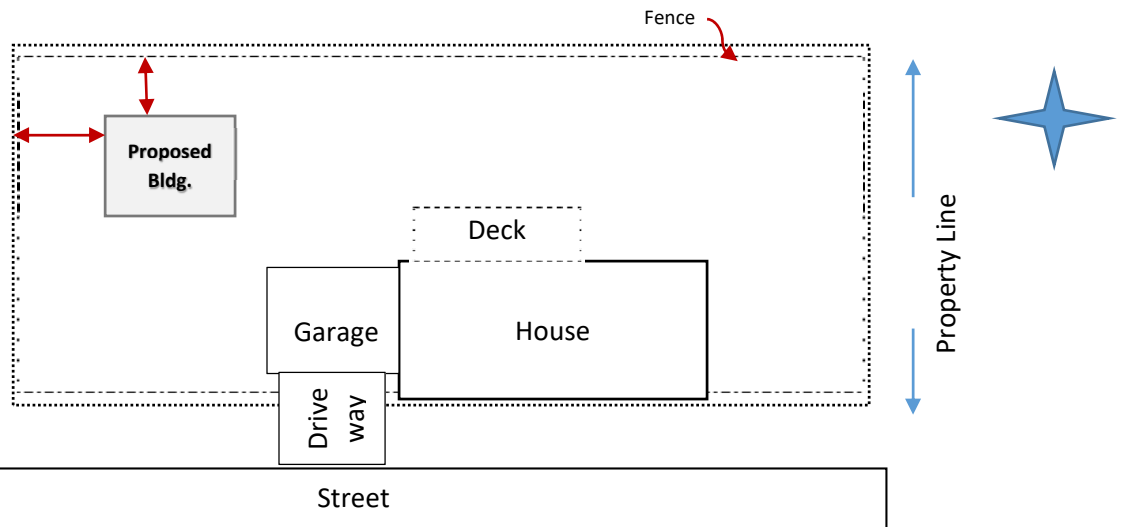 Fence
Proposed
Bldg.
Deck
Garage
House
Drive
way
Property Line
Street